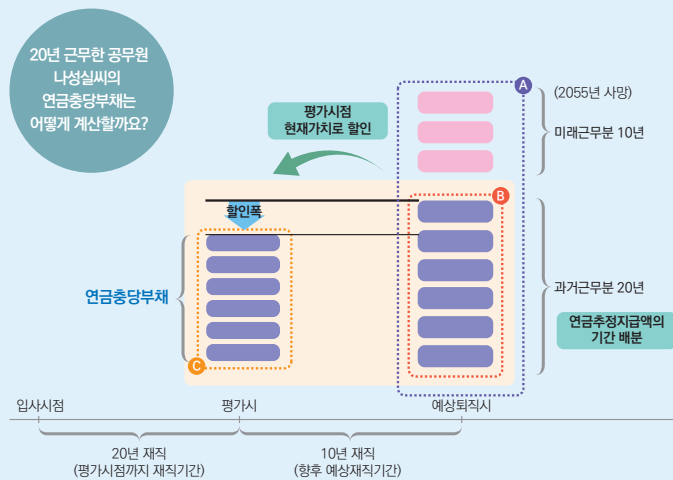 20년 근무한 공무원
나성실씨의
연금충당부채는
어떻게 계산할까요?
평가시점
현재가치로 할인
A
(2055년 사망)
미래근무분 10년
B
할인폭
연금충당부채
과거근무분 20년
연금추정지급액의
기간 배분
C
입사시점
평가시
예상퇴직시
20년 재직
(평가시점까지 재직기간)
10년 재직
(향후 예상재직기간)